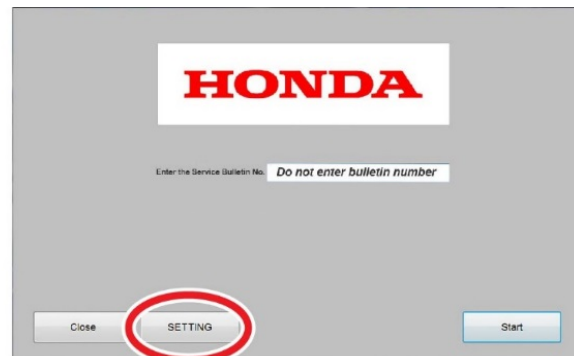 HONDA
Enter the Service Bulletin No. Do not enter bulletin number
Close SETTING Start